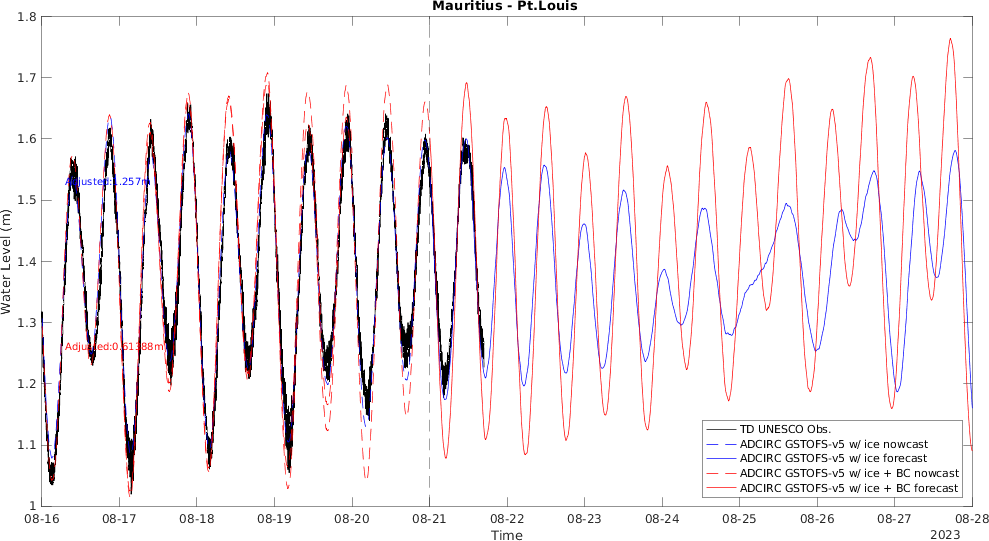 Mauritius - Pt.Louis
1.8
1.7
1.6
1.5
1.4
1.3
1.2
1.1
1
Water Level (m)
Adjusted:1.257m
Adjusted:0.61388m
TD UNESCO Obs.
ADCIRC GSTOFS-v5 w/ ice nowcast
ADCIRC GSTOFS-v5 w/ ice forecast
ADCIRC GSTOFS-v5 w/ ice + BC nowcast
ADCIRC GSTOFS-v5 w/ ice + BC forecast
08-16 08-17 08-18 08-19 08-20 08-21 08-22 08-23 08-24 08-25 08-26 08-27 08-28
Time
2023